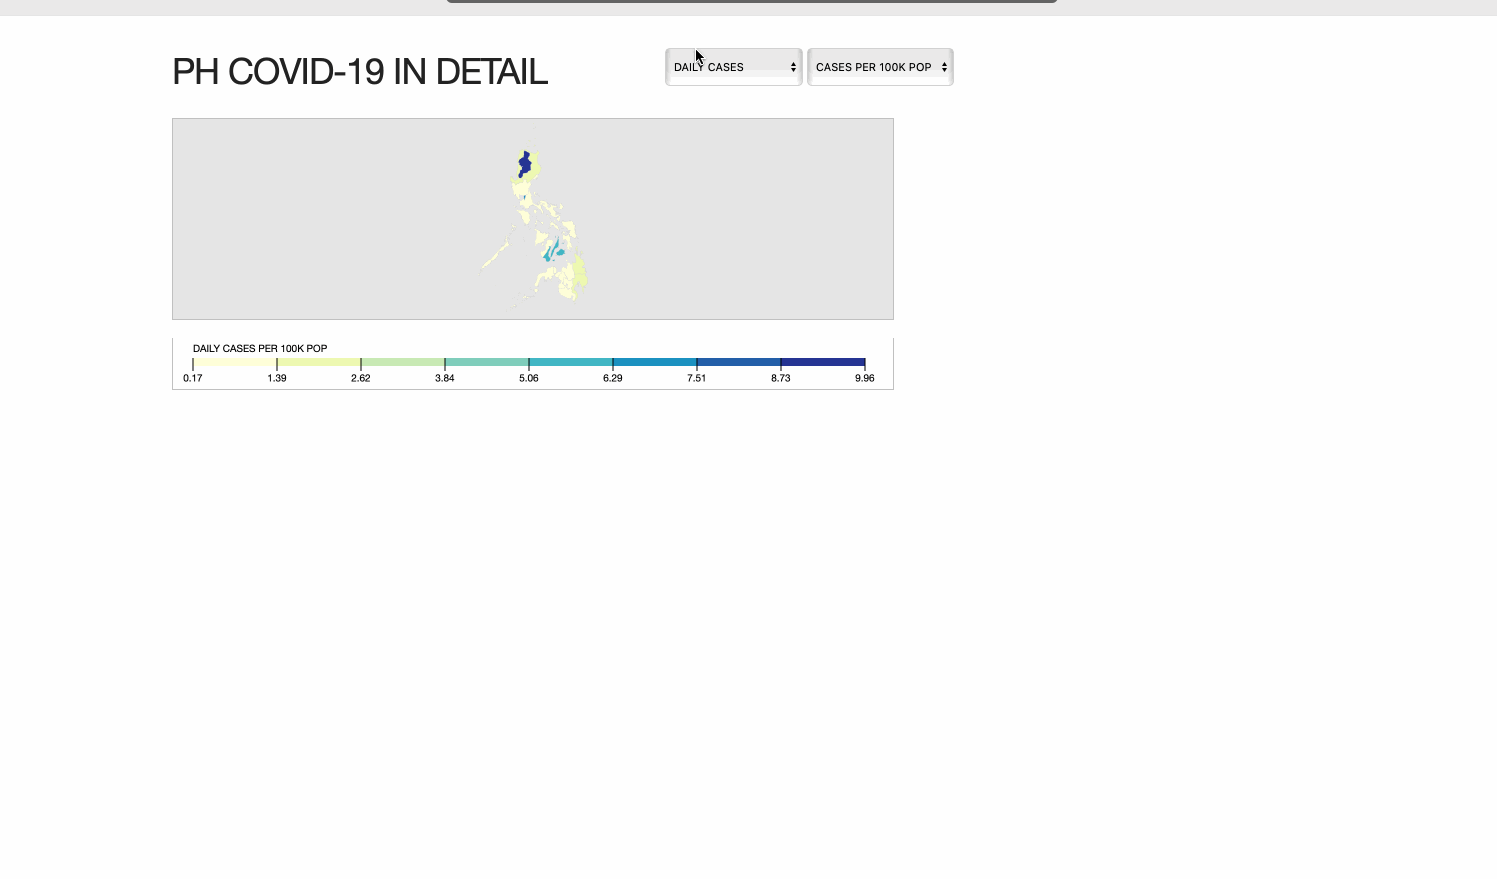 PH COVID-19 IN DETAIL
DAILY CASES
CASES PER 100K POP
DAILY CASES PER 100K POP
0.17 1.39 2.62 3.84 5.06 6.29 7.51 8.73 9.96